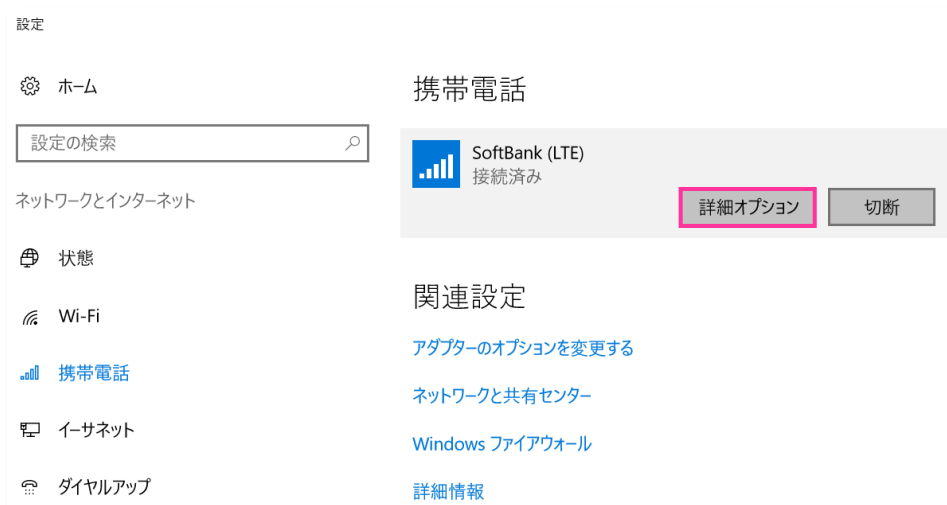 設定
ホーム
設定の検索
ネットワークとインターネット
状態
Wi-Fi
携帯電話
イーサネット
ダイヤルアップ
携帯電話
SoftBank (LTE)
接続済み
詳細オプション 切断
関連設定
アダプターのオプションを変更する
ネットワークと共有センター
Windows ファイアウォール
詳細情報